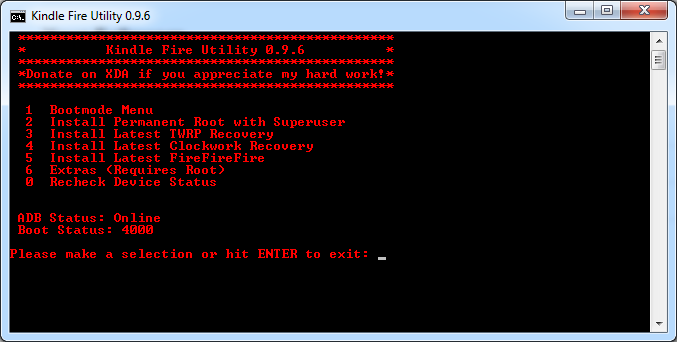 Kindle Fire Utility 0.9.6
***********************************************
*          Kindle Fire Utility 0.9.6          *
***********************************************
*Donate on XDA if you appreciate my hard work!*
***********************************************
1  Bootmode Menu
2  Install Permanent Root with Superuser
3  Install Latest TWRP Recovery
4  Install Latest Clockwork Recovery
5  Install Latest FireFireFire
6  Extras (Requires Root)
0  Recheck Device Status
ADB Status: Online
Boot Status: 4000
Please make a selection or hit ENTER to exit: _